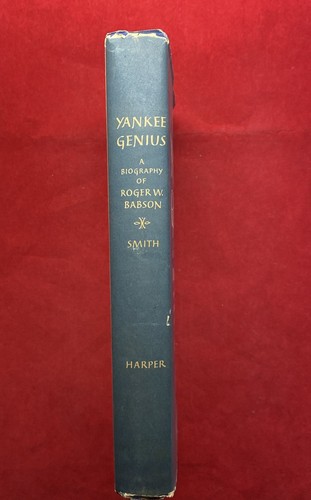 YANKEE
GENIUS
A
BIOGRAPHY
OF
ROGER W.
BABSON
SMITH
HARPER